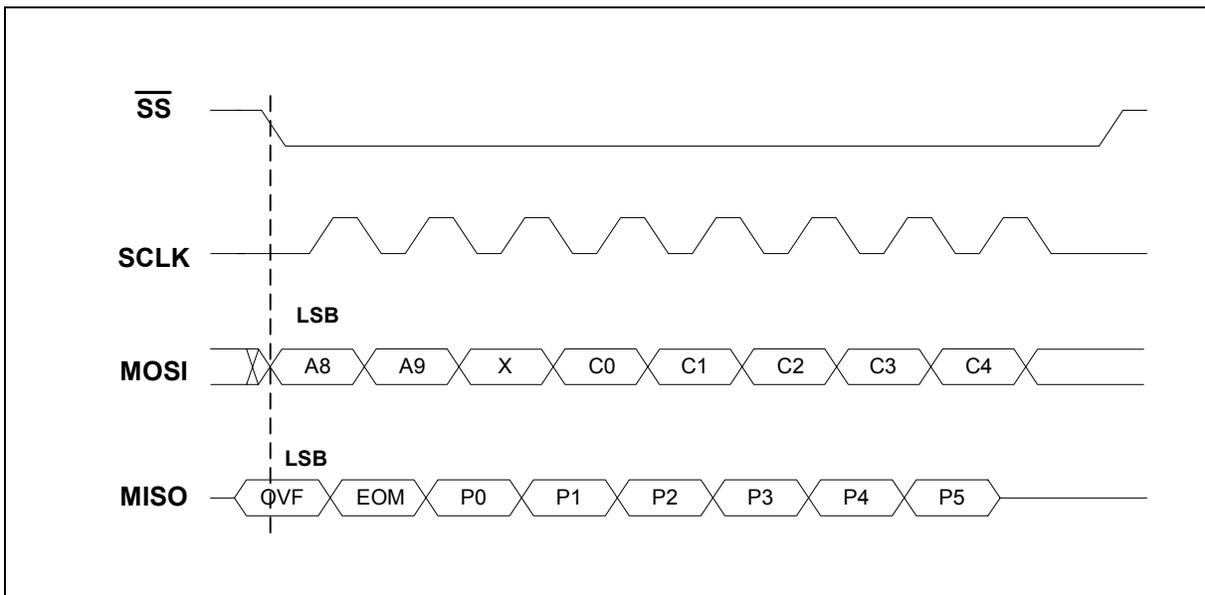 SS
SCLK
LSB
MOSI A8 A9 X C0 C1 C2 C3 C4
LSB
MISO OVF EOM P0 P1 P2 P3 P4 P5